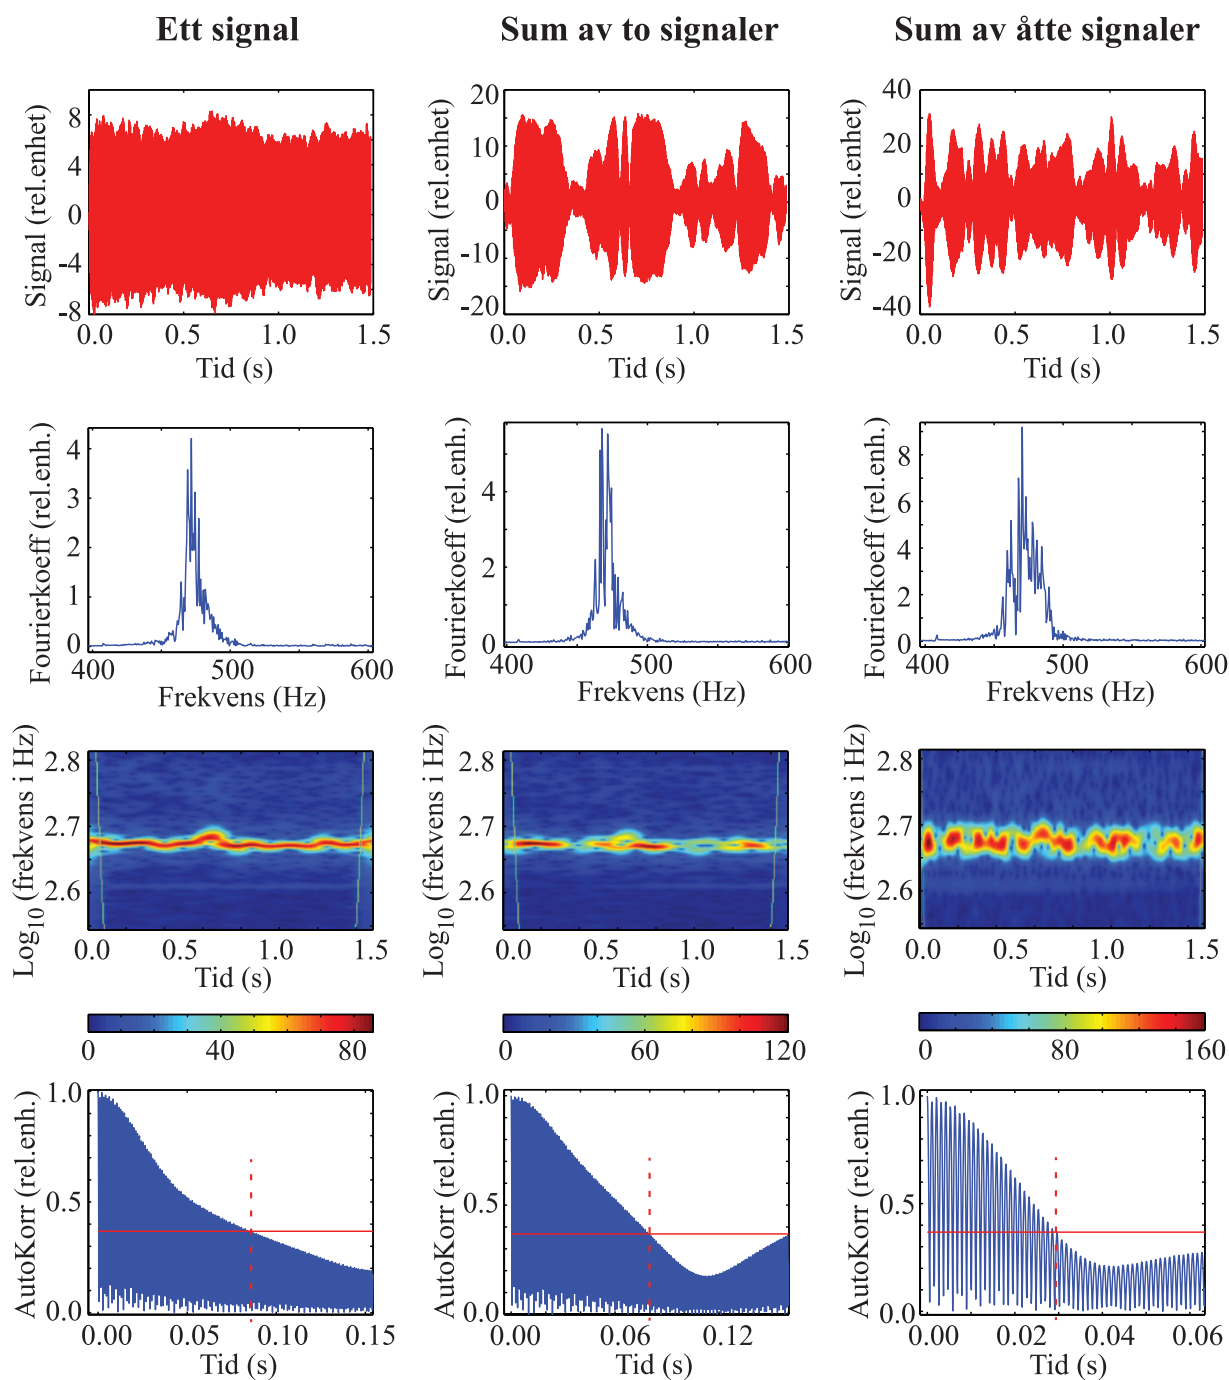 Ett signal
Sum av to signaler
Sum av åtte signaler
Signal (rel.enhet)
8
4
0
-4
-8
0.0 0.5 1.0 1.5
Tid (s)
Signal (rel.enhet)
20
10
0
-10
-20
0.0 0.5 1.0 1.5
Tid (s)
Signal (rel.enhet)
40
20
0
-20
-40
0.0 0.5 1.0 1.5
Tid (s)
Fourierkoeff (rel.enh.)
4
3
2
1
0
400 500 600
Frekvens (Hz)
Fourierkoeff (rel.enh.)
4
2
0
400 500 600
Frekvens (Hz)
Fourierkoeff (rel.enh.)
8
6
4
2
0
400 500 600
Frekvens (Hz)
Log10 (frekvens i Hz)
2.8
2.7
2.6
0.0 0.5 1.0 1.5
Tid (s)
0 40 80
Log10 (frekvens i Hz)
2.8
2.7
2.6
0.0 0.5 1.0 1.5
Tid (s)
0 60 120
Log10 (frekvens i Hz)
2.8
2.7
2.6
0.0 0.5 1.0 1.5
Tid (s)
0 80 160
AutoKorr (rel.enh.)
1.0
0.5
0.0
0.00 0.10 0.15
Tid (s)
AutoKorr (rel.enh.)
1.0
0.5
0.0
0.00 0.06 0.12
Tid (s)
AutoKorr (rel.enh.)
1.0
0.5
0.0
0.00 0.02 0.04 0.06
Tid (s)